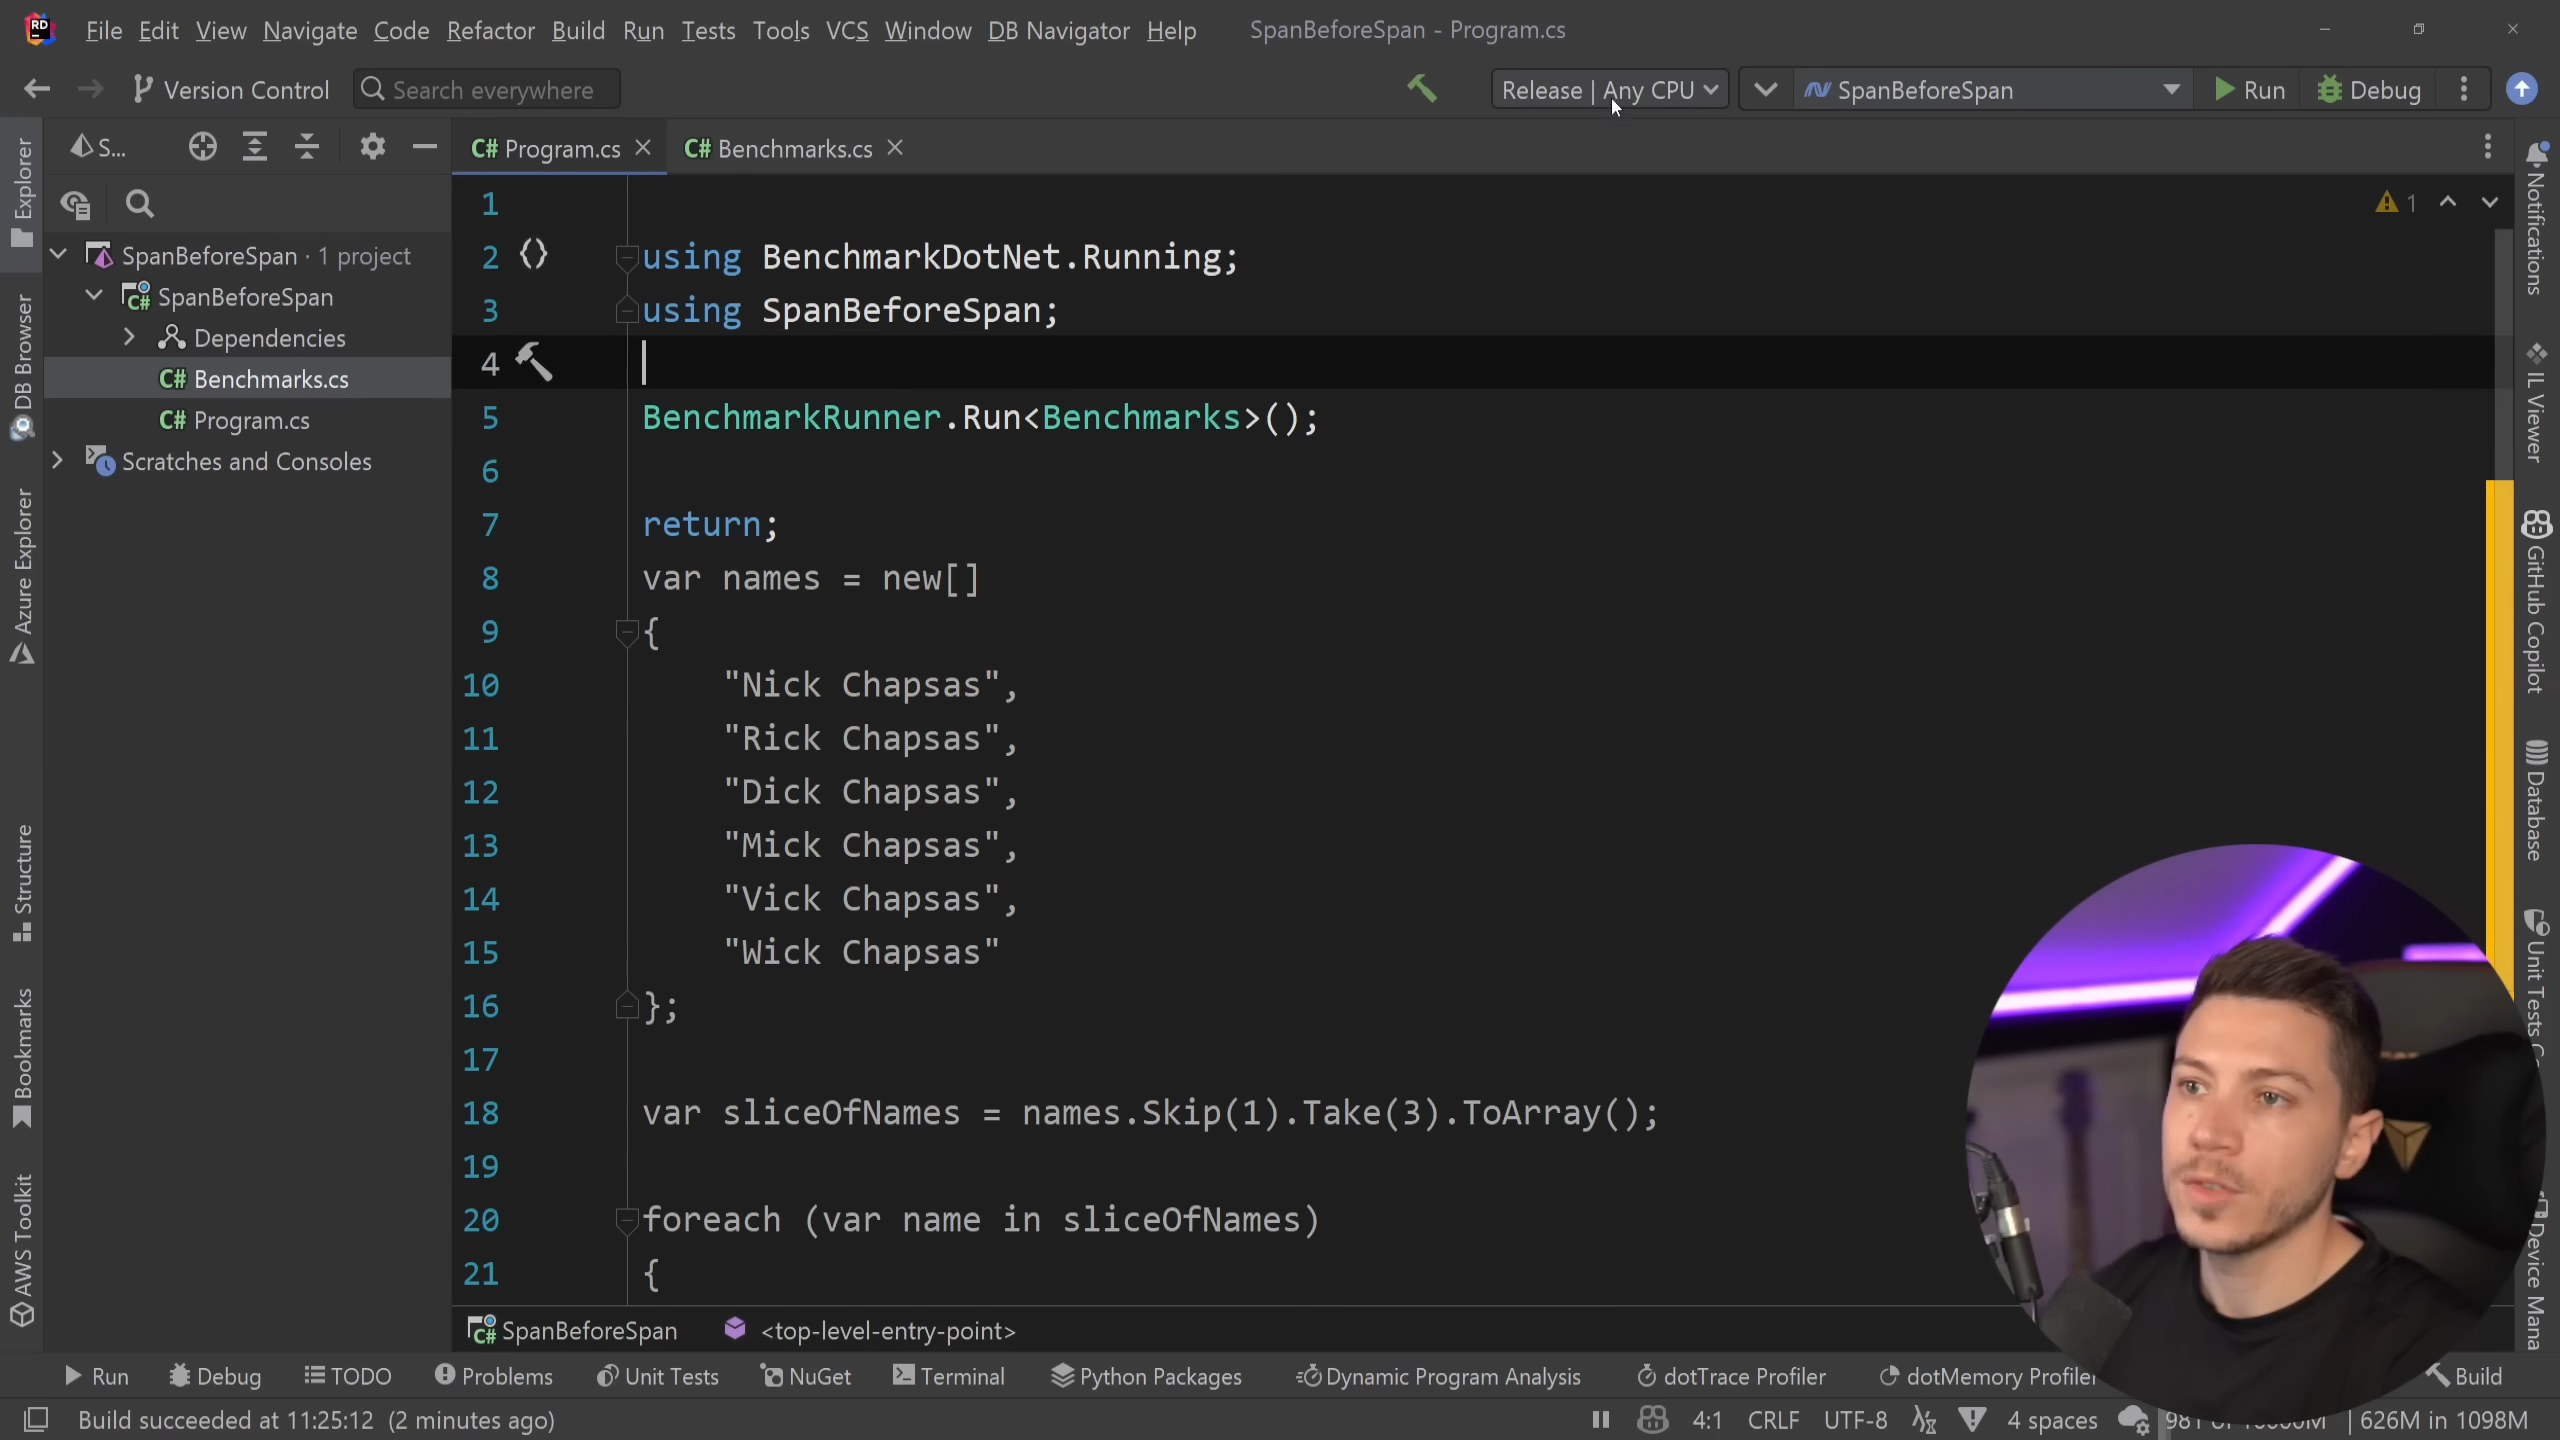 RD File Edit View Navigate Code Refactor Build Run Tests Tools VCS Window DB Navigator Help SpanBeforeSpan - Program.cs
Version Control Search everywhere Release | Any CPU SpanBeforeSpan Run Debug
S... C# Program.cs C# Benchmarks.cs
SpanBeforeSpan · 1 project
C# SpanBeforeSpan
Dependencies
C# Benchmarks.cs
C# Program.cs
Scratches and Consoles
Explorer
DB Browser
Azure Explorer
Structure
Bookmarks
AWS Toolkit
1
1
2 using BenchmarkDotNet.Running;
3 using SpanBeforeSpan;
4
5 BenchmarkRunner.Run<Benchmarks>();
6
7 return;
8 var names = new[]
9 {
10 "Nick Chapsas",
11 "Rick Chapsas",
12 "Dick Chapsas",
13 "Mick Chapsas",
14 "Vick Chapsas",
15 "Wick Chapsas"
16 };
17
18 var sliceOfNames = names.Skip(1).Take(3).ToArray();
19
20 foreach (var name in sliceOfNames)
21 {
Notifications
IL Viewer
GitHub Copilot
Database
Unit Tests
Device Mana
C# SpanBeforeSpan <top-level-entry-point>
Run Debug TODO Problems Unit Tests NuGet Terminal Python Packages Dynamic Program Analysis dotTrace Profiler dotMemory Profiler Build
Build succeeded at 11:25:12 (2 minutes ago) 4:1 CRLF UTF-8 4 spaces 626M in 1098M